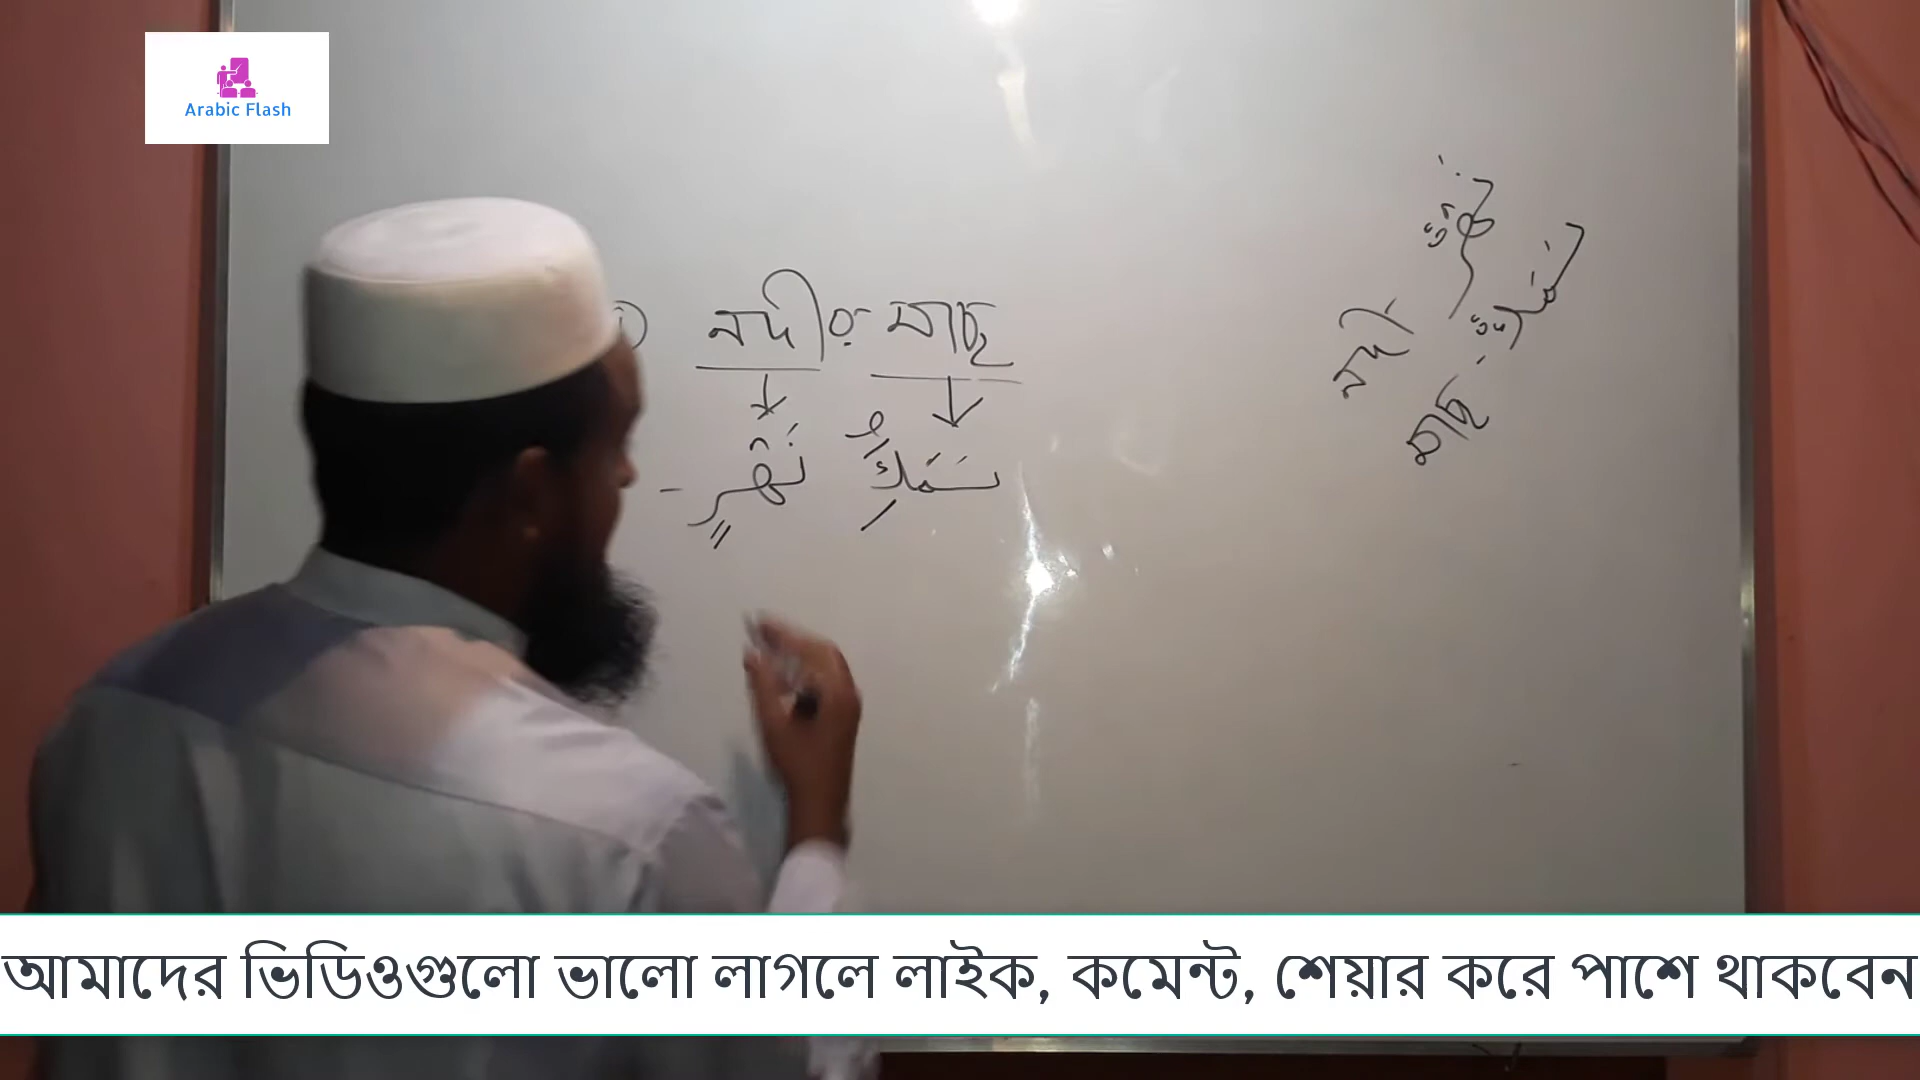 Arabic Flash
নদীর মাছ
سَمَكُ نَهْرٍ
نَهْرٌ
নদী
سَمَكٌ
মাছ
আমাদের ভিডিওগুলো ভালো লাগলে লাইক, কমেন্ট, শেয়ার করে পাশে থাকবেন